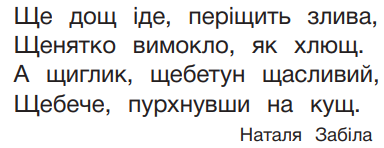 Ще дощ іде, періщить злива,
Щенятко вимокло, як хлющ.
А щиглик, щебетун щасливий,
Щебече, пурхнувши на кущ.
Наталя Забіла